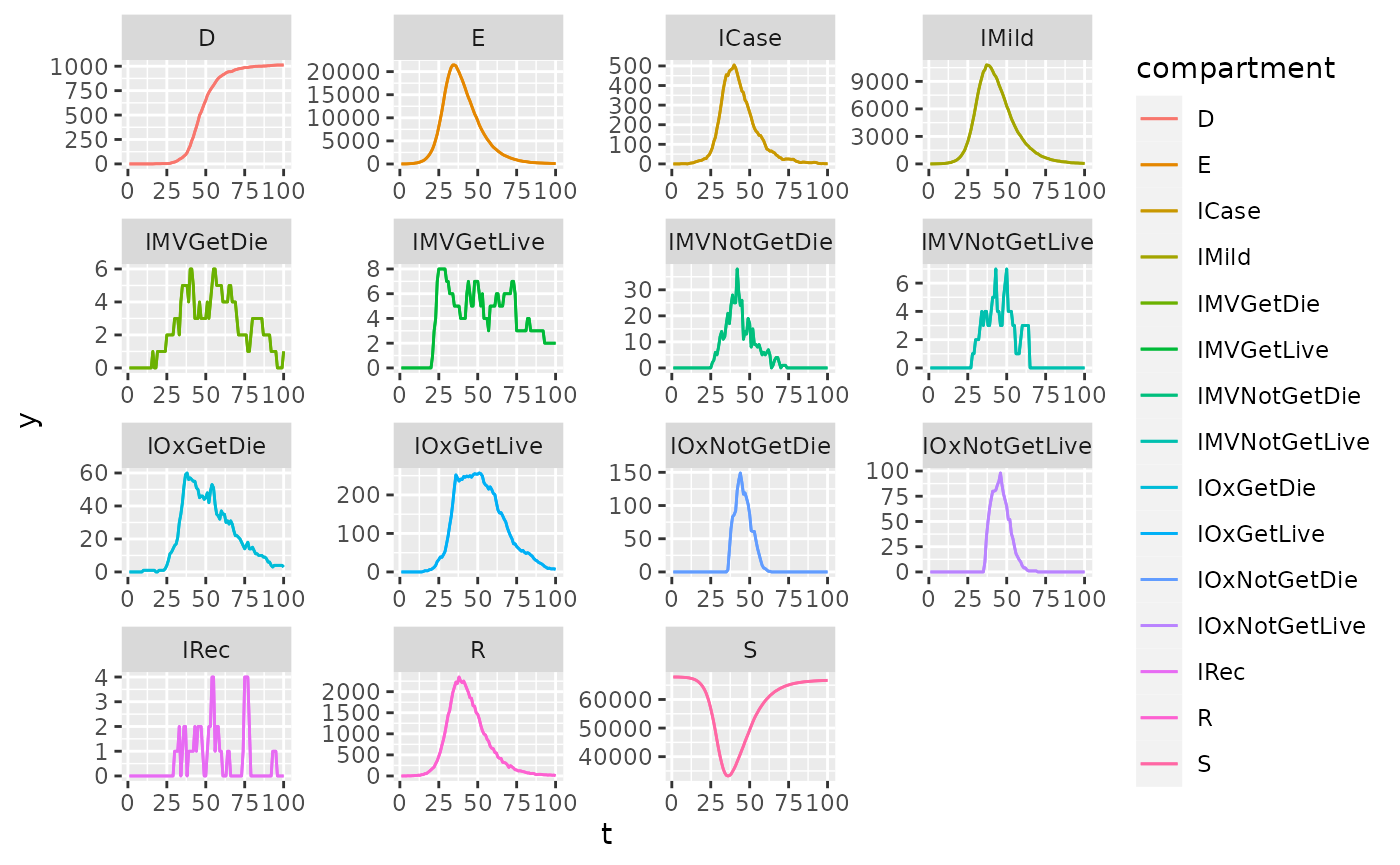 D E ICase IMild
1000 750 500 250 0
20000 15000 10000 5000 0
500 400 300 200 100 0
9000 6000 3000 0
0 25 50 75 100 0 25 50 75 100 0 25 50 75 100 0 25 50 75 100
IMVGetDie IMVGetLive IMVNotGetDie IMVNotGetLive
6 4 2 0
8 6 4 2 0
30 20 10 0
6 4 2 0
0 25 50 75 100 0 25 50 75 100 0 25 50 75 100 0 25 50 75 100
IOxGetDie IOxGetLive IOxNotGetDie IOxNotGetLive
60 40 20 0
200 100 0
150 100 50 0
100 75 50 25 0
0 25 50 75 100 0 25 50 75 100 0 25 50 75 100 0 25 50 75 100
IRec R S
4 3 2 1 0
2000 1500 1000 500 0
60000 50000 40000
0 25 50 75 100 0 25 50 75 100 0 25 50 75 100
y
t
compartment
D
E
ICase
IMild
IMVGetDie
IMVGetLive
IMVNotGetDie
IMVNotGetLive
IOxGetDie
IOxGetLive
IOxNotGetDie
IOxNotGetLive
IRec
R
S